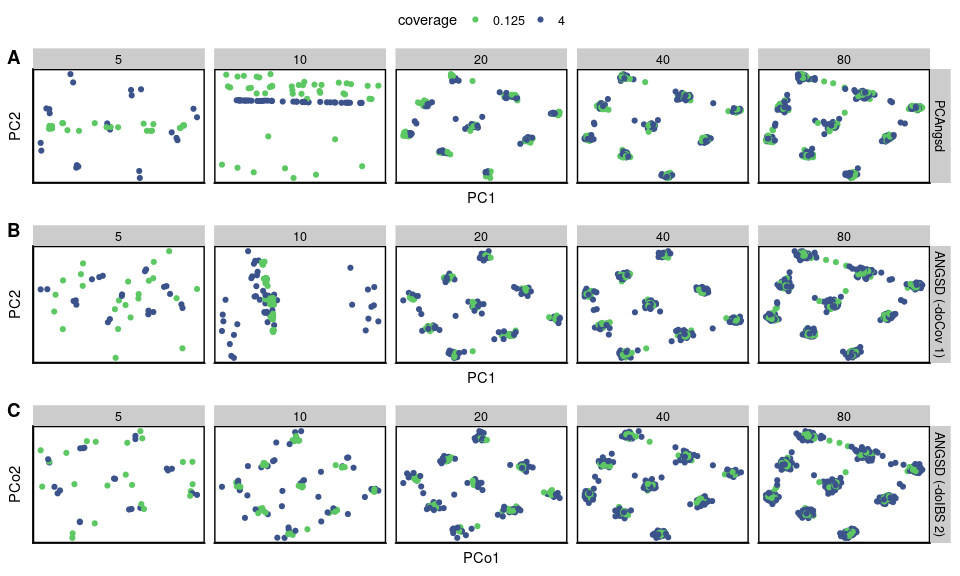 coverage 0.125 4
A
5 10 20 40 80
PC2
PCAngsd
PC1
B
5 10 20 40 80
PC2
ANGSD (-doCov 1)
PC1
C
5 10 20 40 80
PCo2
ANGSD (-doIBS 2)
PCo1